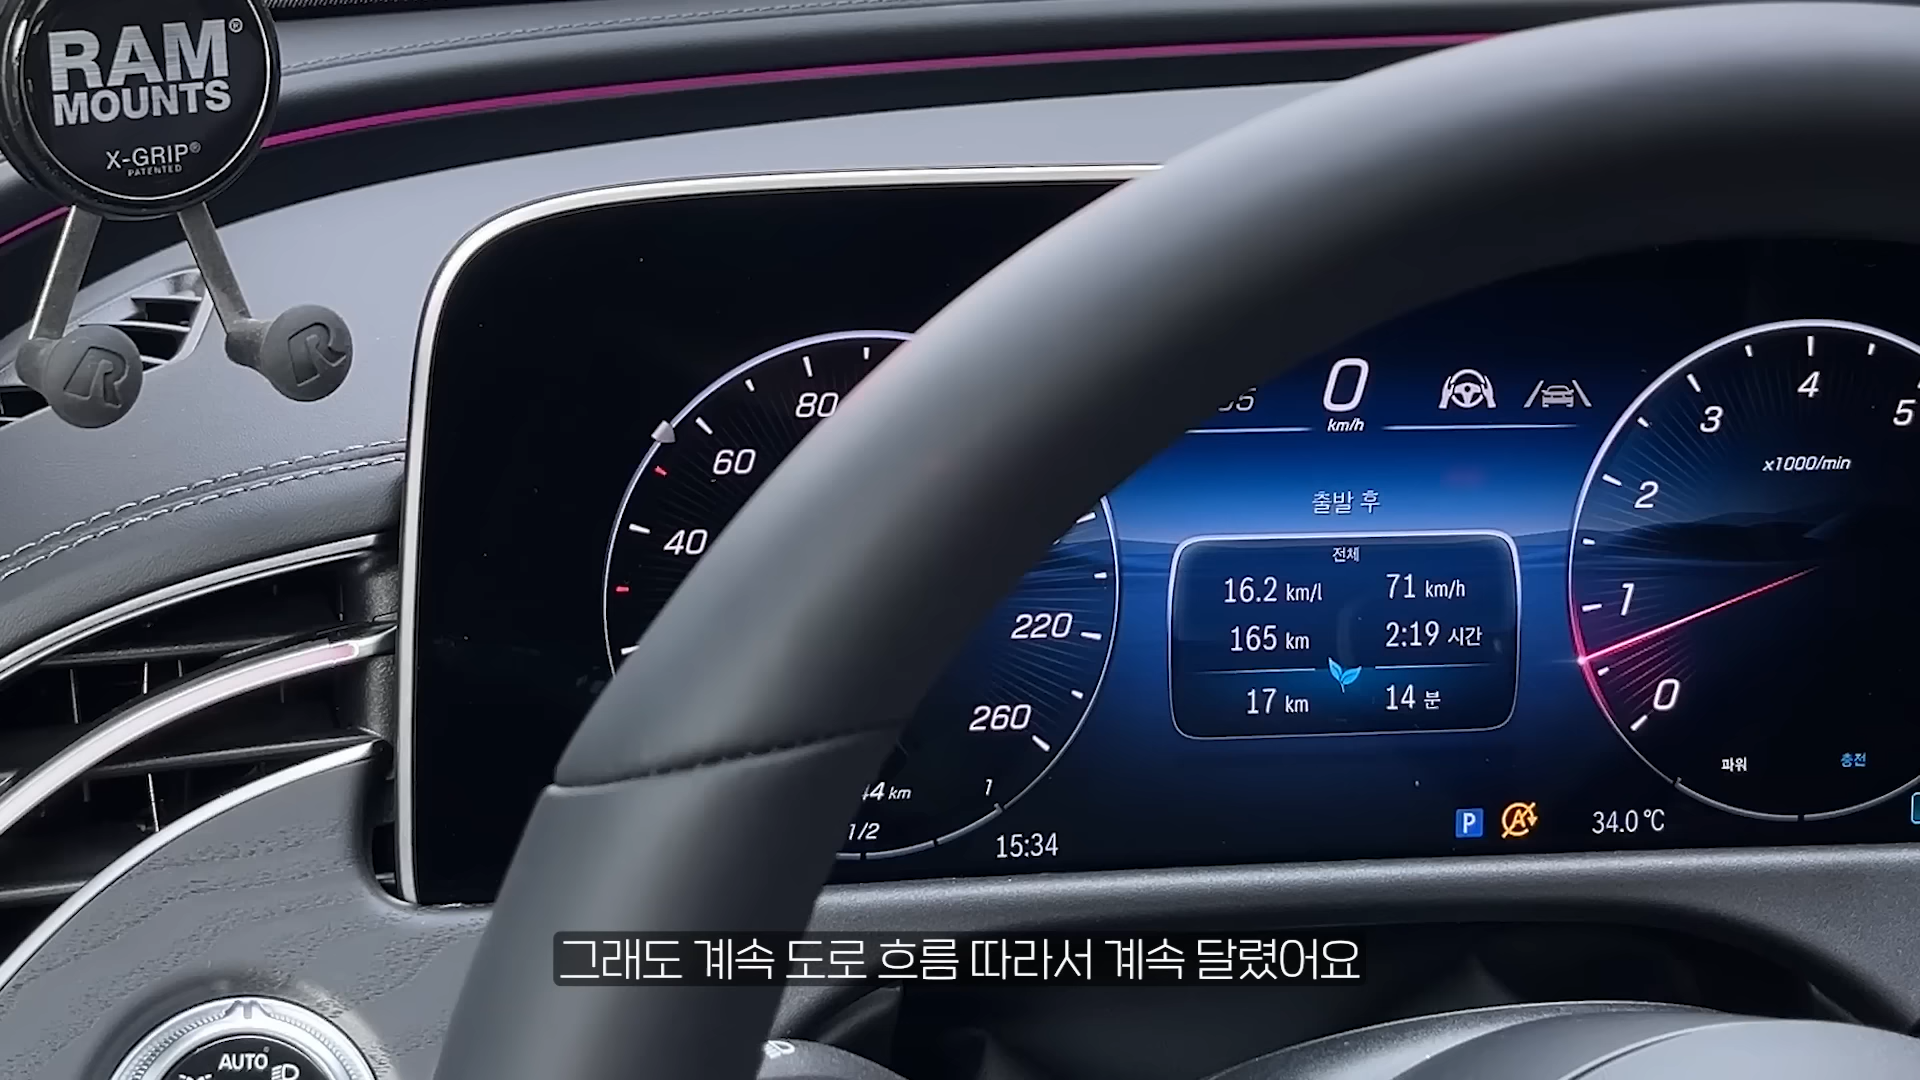 RAM®
MOUNTS
X-GRIP®
PATENTED
80
60
40
220
260
km
1
1/2
15:34
0
km/h
출발 후
전체
16.2 km/l 71 km/h
165 km 2:19 시간
17 km 14 분
4
3
5
x1000/min
2
1
0
파워 충전
P
A
34.0 °C
R R
그래도 계속 도로 흐름 따라서 계속 달렸어요
AUTO